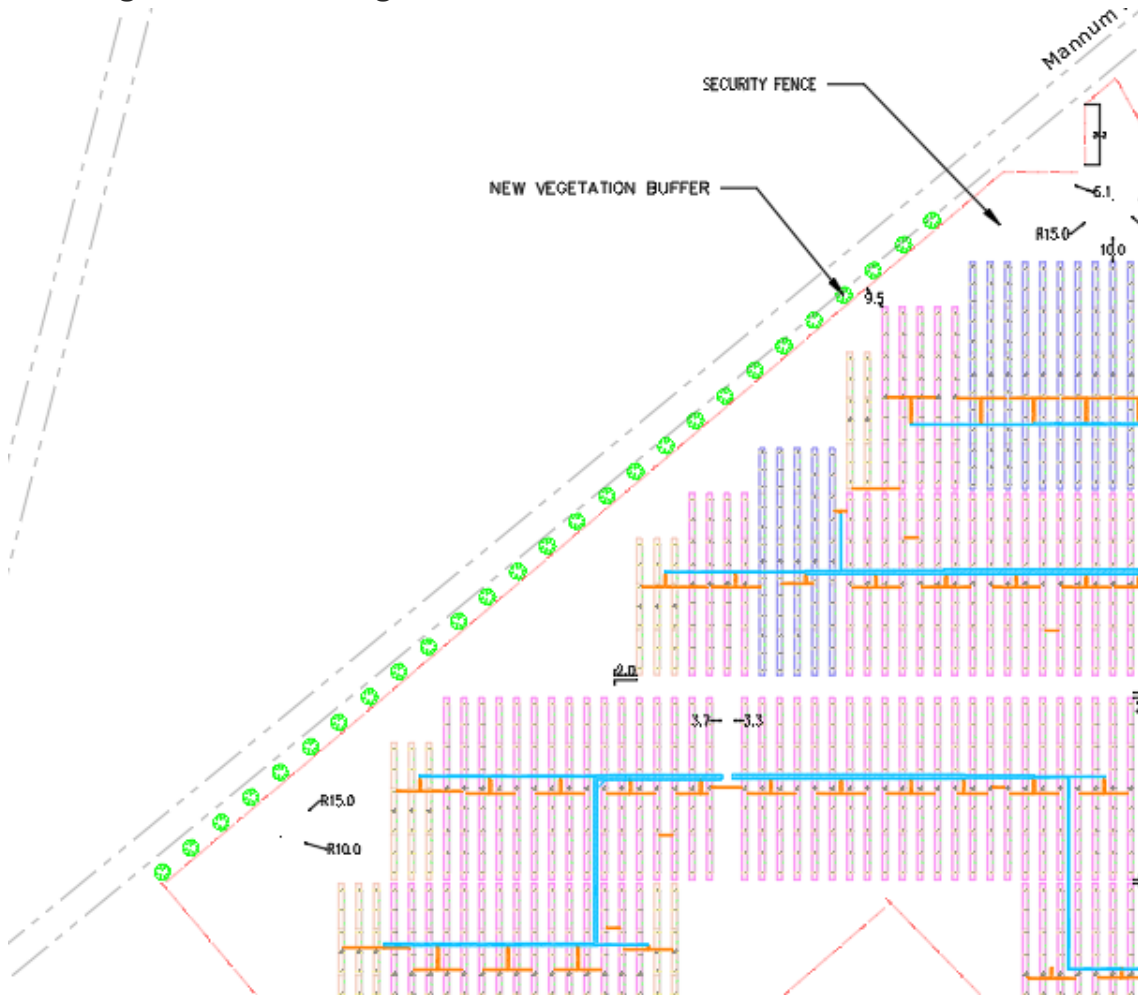 Mannum
SECURITY FENCE
NEW VEGETATION BUFFER
6.1
R15.0
10.0
9.5
2.0
3.7
3.3
R15.0
R10.0